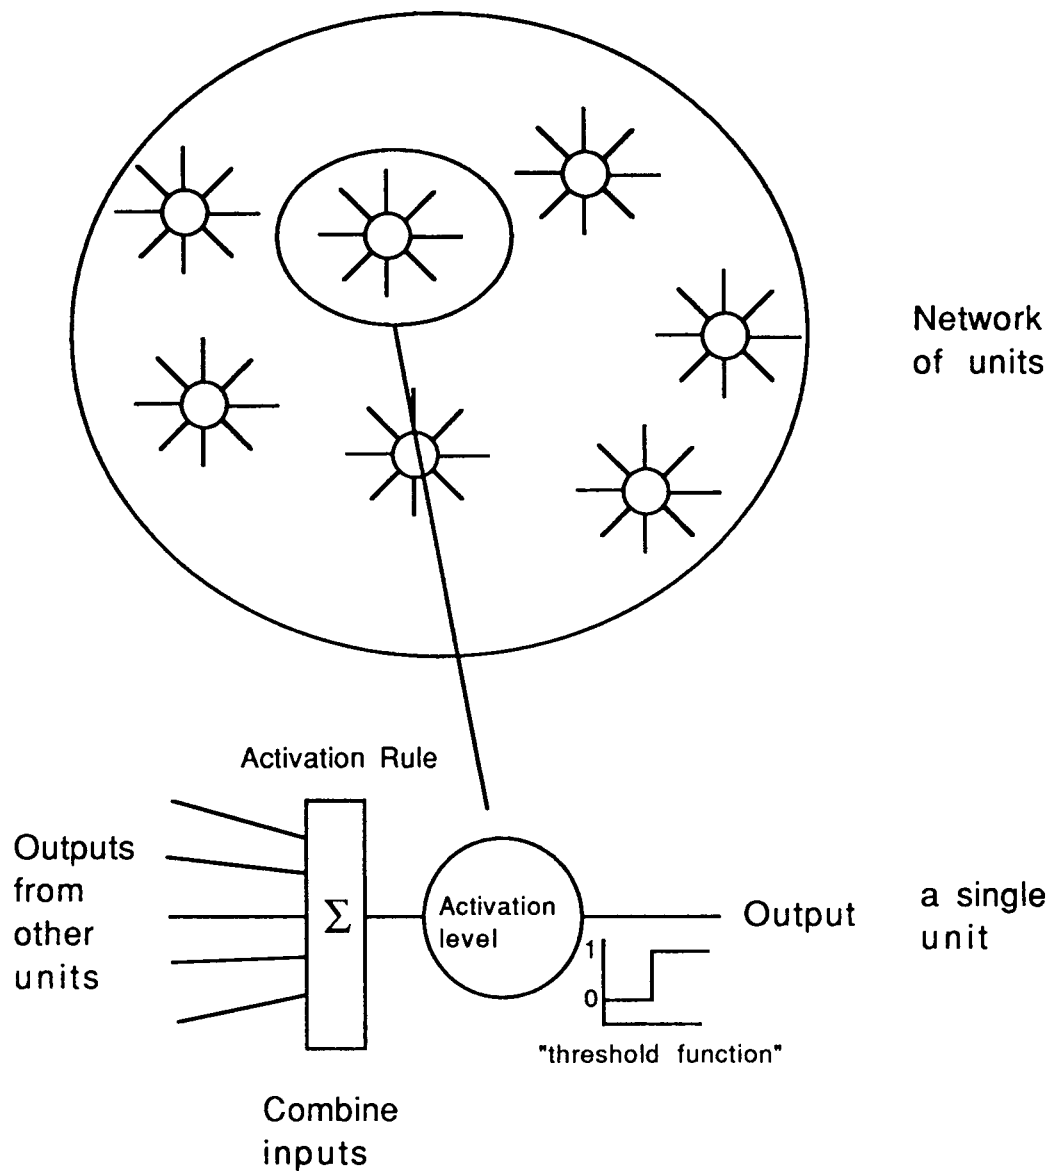 Network
of units
Activation Rule
Outputs
from
other
units
Σ
Activation
level
Output
a single
unit
1
0
"threshold function"
Combine
inputs